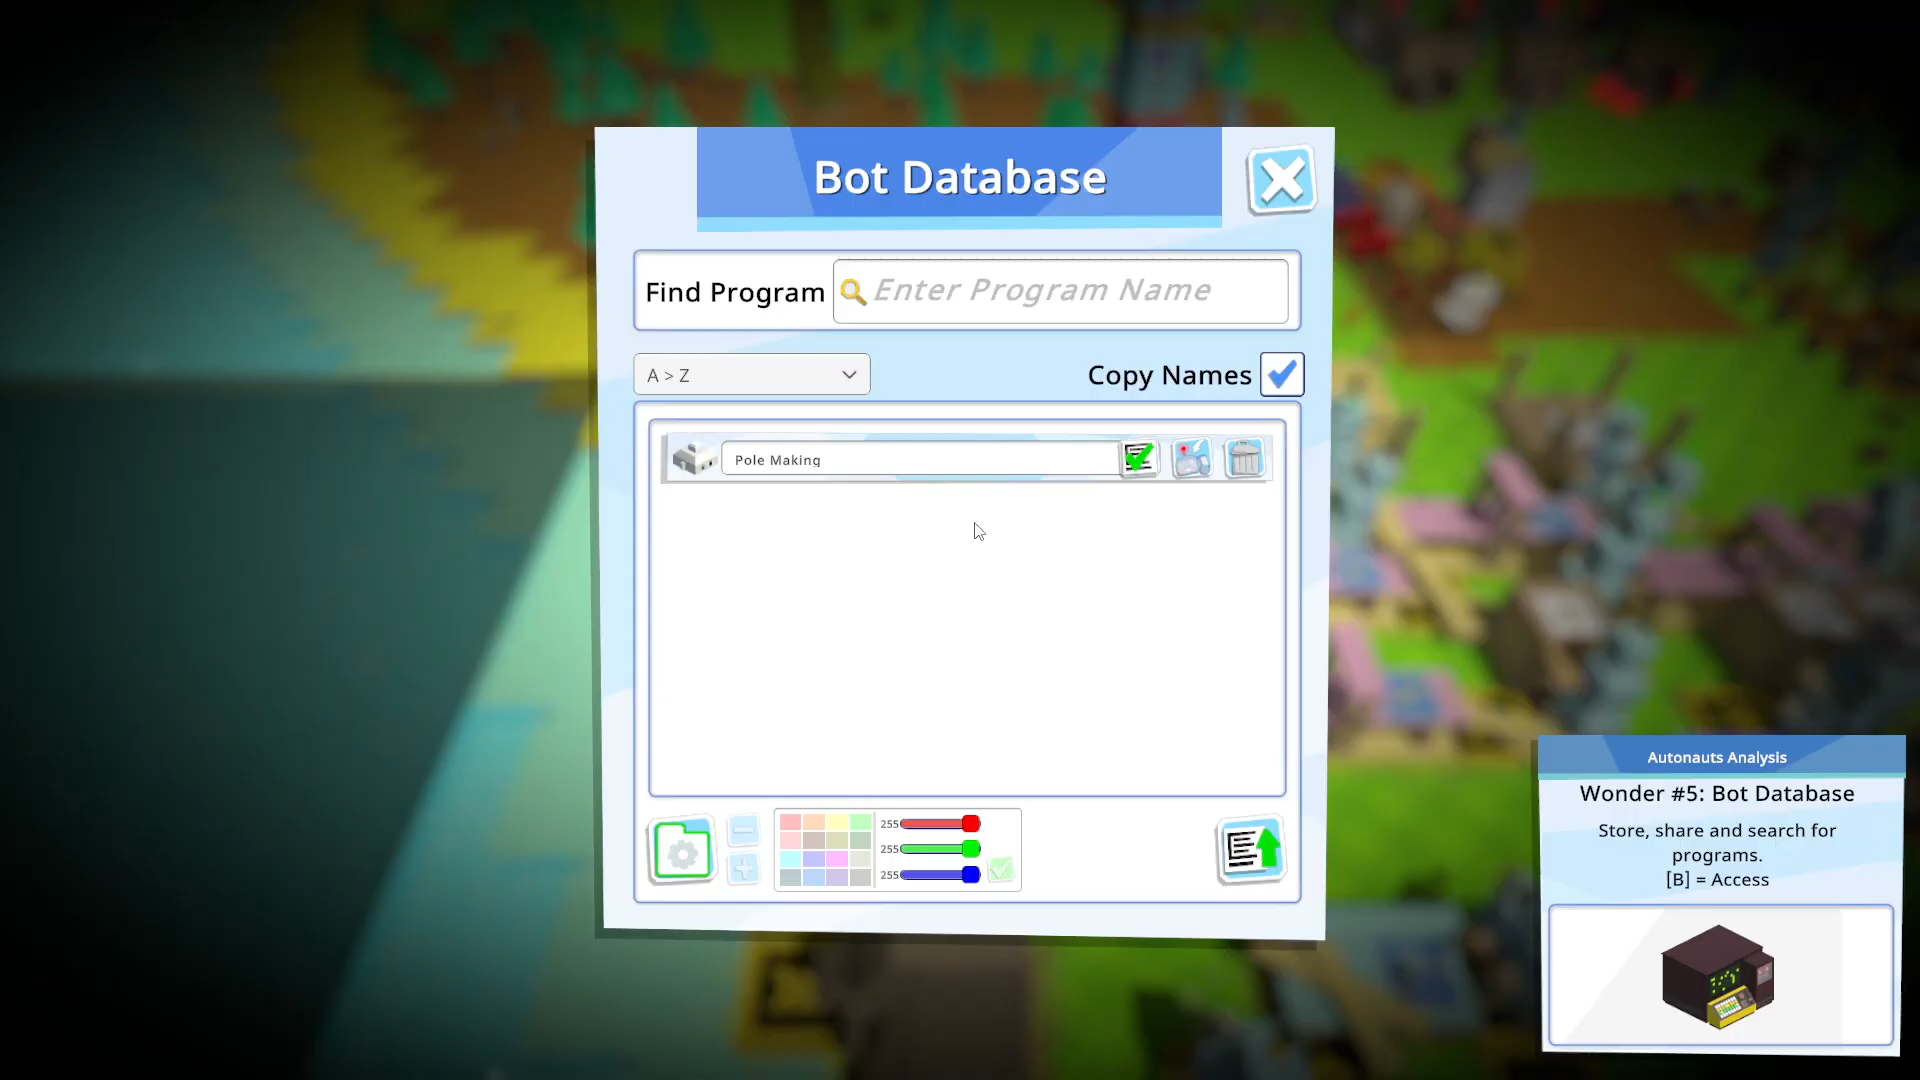 Bot Database
Find Program
Enter Program Name
A > Z
Copy Names
Pole Making
255
255
255
Autonauts Analysis
Wonder #5: Bot Database
Store, share and search for
programs.
[B] = Access